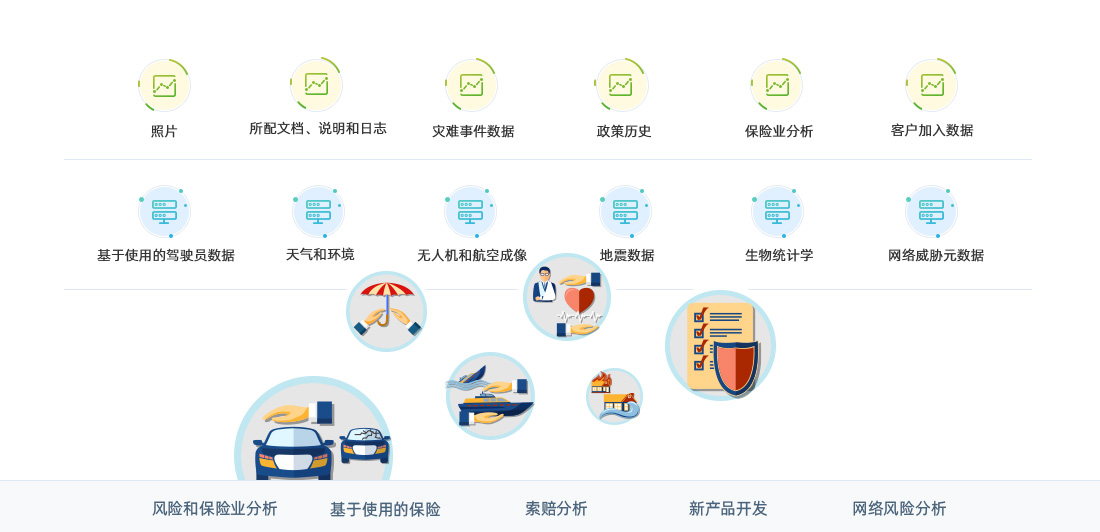 照片
所配文档、说明和日志
灾难事件数据
政策历史
保险业分析
客户加入数据
基于使用的驾驶员数据
天气和环境
无人机和航空成像
地震数据
生物统计学
网络威胁元数据
风险和保险业分析
基于使用的保险
索赔分析
新产品开发
网络风险分析